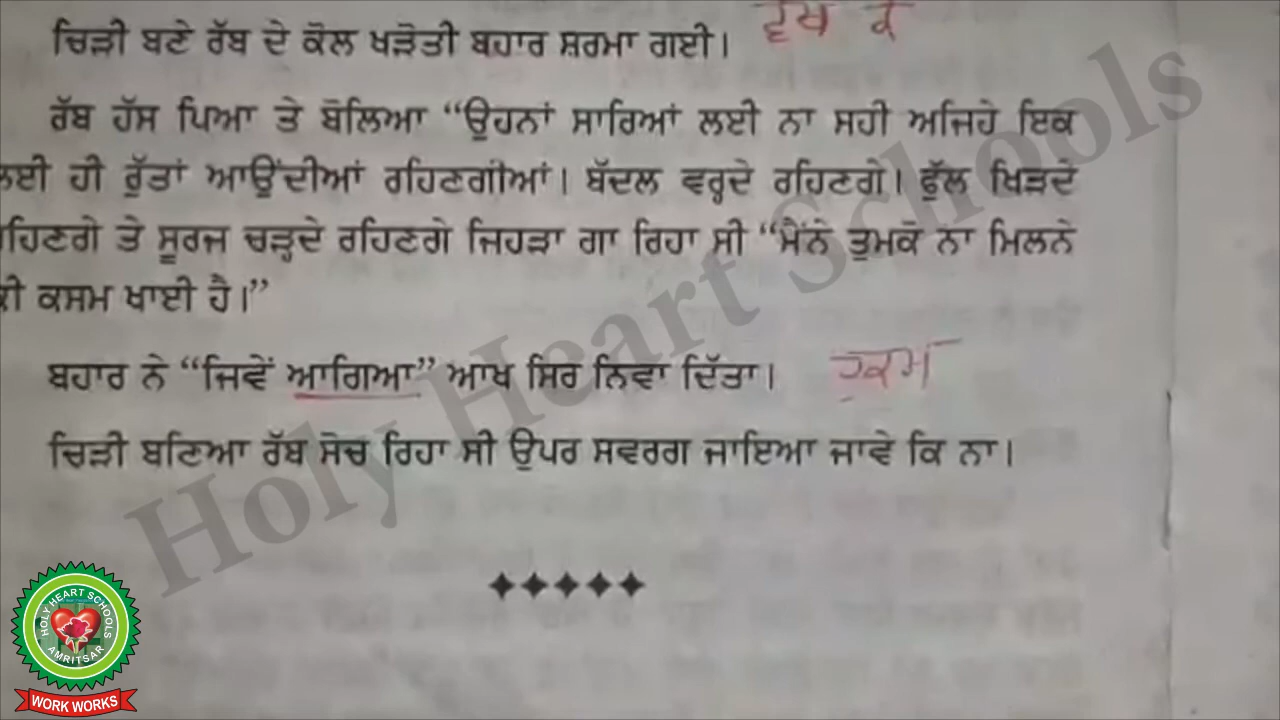 ਚਿੜੀ ਬਣੇ ਰੱਬ ਦੇ ਕੋਲ ਖੜੋਤੀ ਬਹਾਰ ਸ਼ਰਮਾ ਗਈ।
ਰੱਬ ਹੱਸ ਪਿਆ ਤੇ ਬੋਲਿਆ “ਉਹਨਾਂ ਸਾਰਿਆਂ ਲਈ ਨਾ ਸਹੀ ਅਜਿਹੇ ਇਕ
ਲਈ ਹੀ ਰੁੱਤਾਂ ਆਉਂਦੀਆਂ ਰਹਿਣਗੀਆਂ। ਬੱਦਲ ਵਰ੍ਹਦੇ ਰਹਿਣਗੇ। ਫੁੱਲ ਖਿੜਦੇ
ਰਹਿਣਗੇ ਤੇ ਸੂਰਜ ਚੜ੍ਹਦੇ ਰਹਿਣਗੇ ਜਿਹੜਾ ਗਾ ਰਿਹਾ ਸੀ “ਮੈਂਨੇ ਤੁਮਕੋ ਨਾ ਮਿਲਨੇ
ਕੀ ਕਸਮ ਖਾਈ ਹੈ।”
ਬਹਾਰ ਨੇ “ਜਿਵੇਂ ਆਗਿਆ” ਆਖ ਸਿਰ ਨਿਵਾ ਦਿੱਤਾ। ਹੁਕਮ
ਚਿੜੀ ਬਣਿਆ ਰੱਬ ਸੋਚ ਰਿਹਾ ਸੀ ਉਪਰ ਸਵਰਗ ਜਾਇਆ ਜਾਵੇ ਕਿ ਨਾ।
Holy Heart Schools
HOLY HEART SCHOOLS
AMRITSAR
WORK WORKS